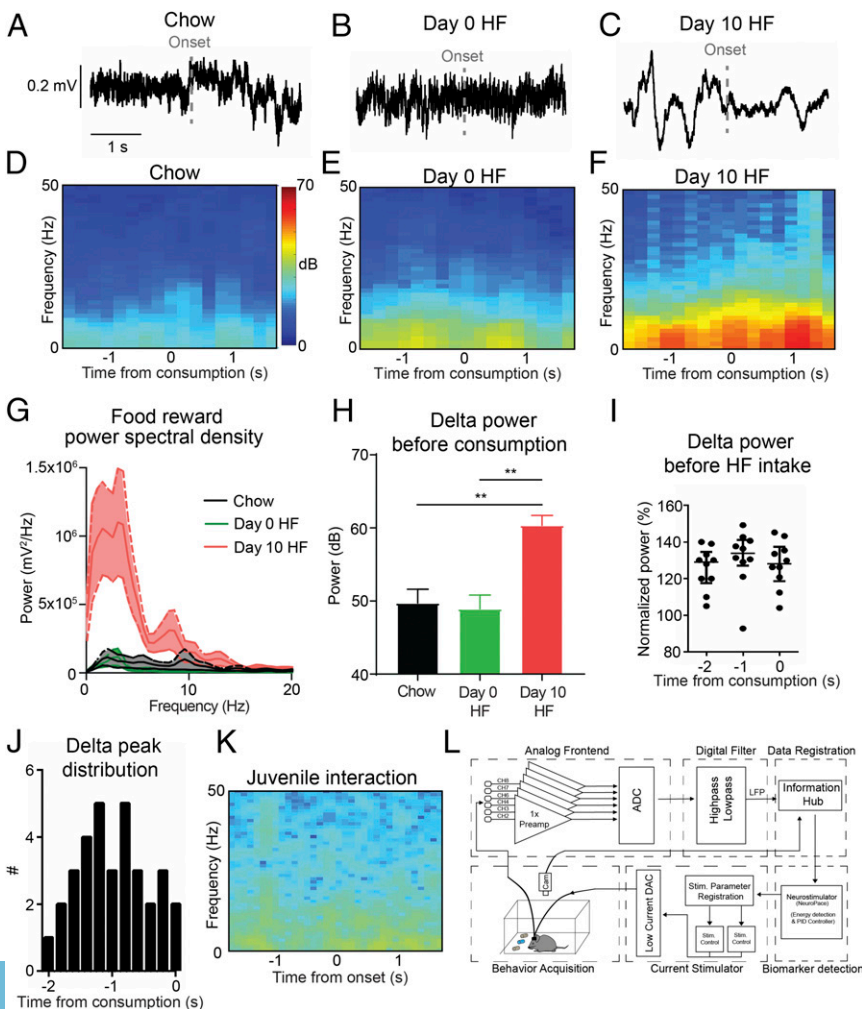 A
Chow
Onset
0.2 mV
1 s
B
Day 0 HF
Onset
C
Day 10 HF
Onset
D
Chow
50
Frequency (Hz)
0
-1
0
1
Time from consumption (s)
70
dB
0
E
Day 0 HF
50
Frequency (Hz)
0
-1
0
1
Time from consumption (s)
F
Day 10 HF
50
Frequency (Hz)
0
-1
0
1
Time from consumption (s)
G
Food reward
power spectral density
1.5x10⁶
10⁶
5x10⁵
0
Power (mV²/Hz)
0
10
20
Frequency (Hz)
Chow
Day 0 HF
Day 10 HF
H
Delta power
before consumption
70
60
50
40
Power (dB)
**
**
Chow
Day 0
HF
Day 10
HF
I
Delta power
before HF intake
160
140
120
100
80
Normalized power (%)
-2
-1
0
Time from consumption (s)
J
Delta peak
distribution
6
4
2
0
#
-2
-1
0
Time from consumption (s)
K
Juvenile interaction
50
Frequency (Hz)
0
-1
0
1
Time from onset (s)
L
Analog Frontend
Digital Filter
Data Registration
CH8
CH7
CH6
CH4
CH3
CH2
1x
Preamp
ADC
Highpass
Lowpass
LFP
Information
Hub
Cam
Low Current DAC
Stim. Parameter
Registration
Stim.
Control
Stim.
Control
Neurostimulator
(NeuroPace)
(Energy detection
& PID Controller)
Behavior Acquisition
Current Stimulator
Biomarker detection